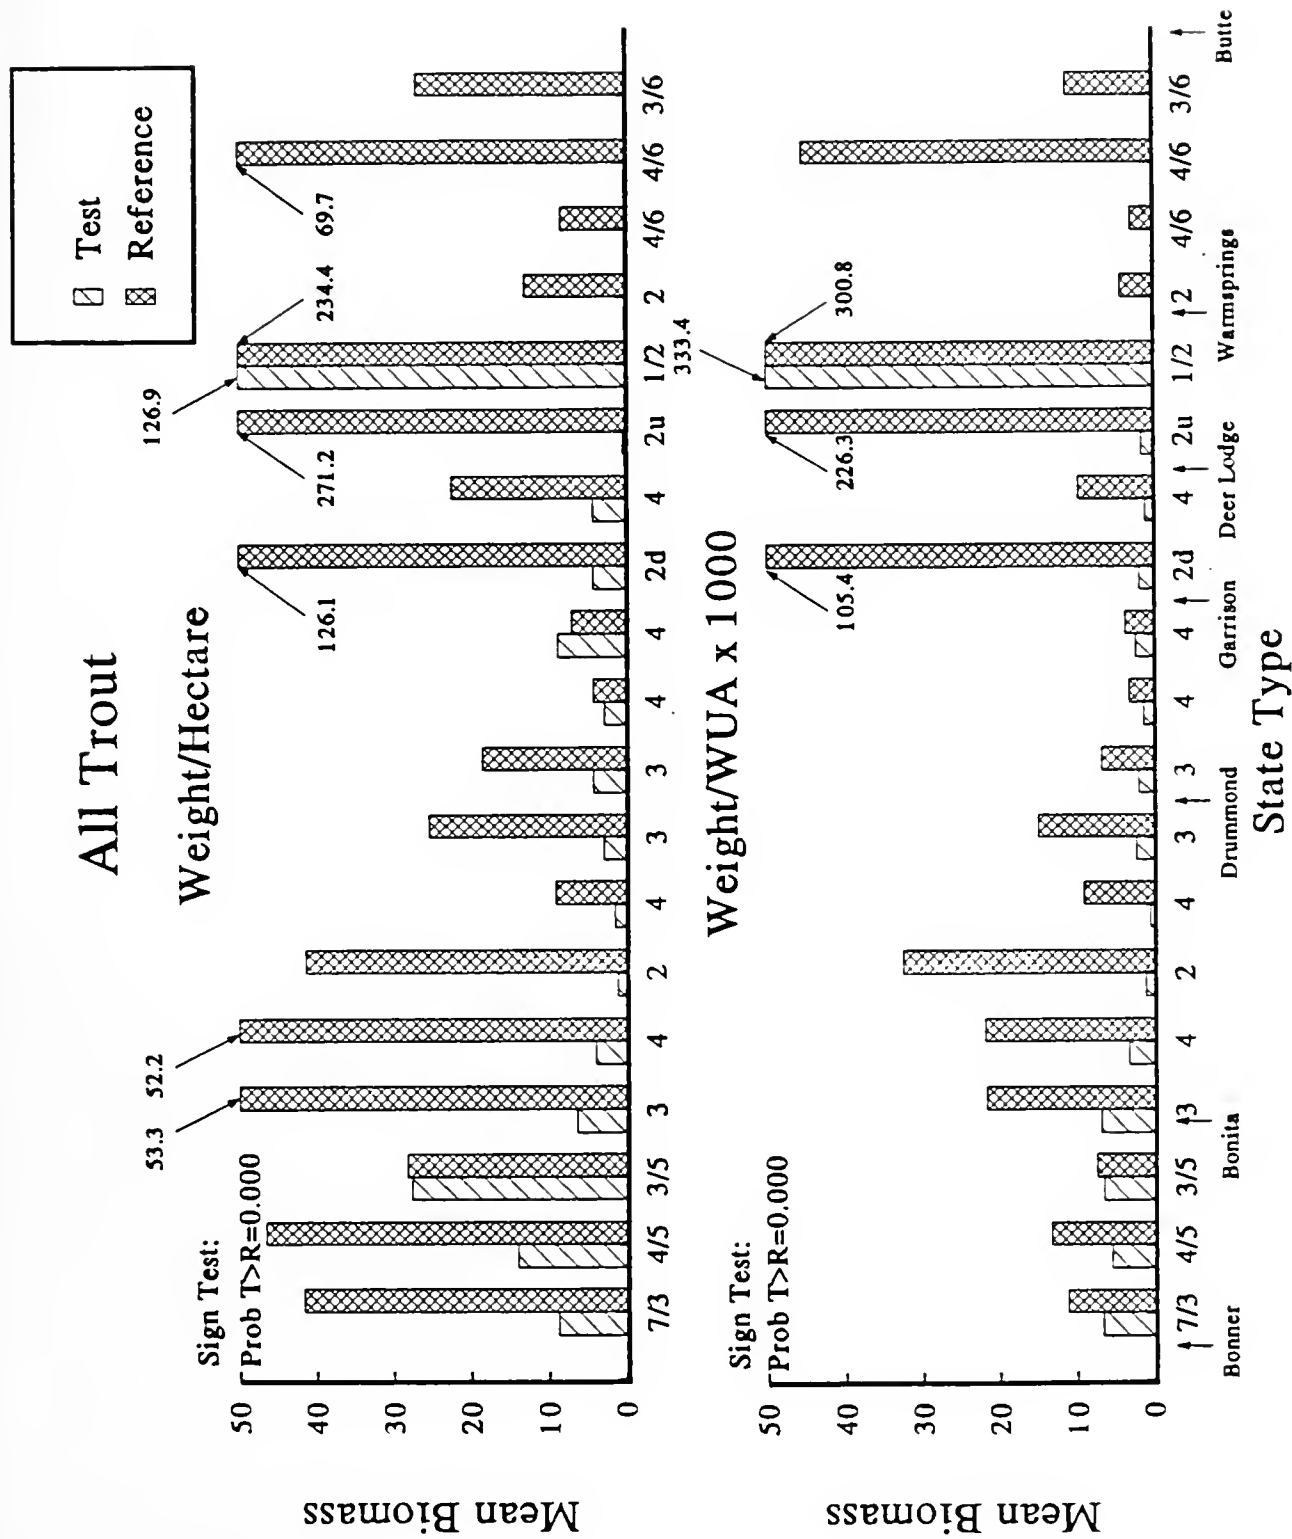 All Trout
Test
Reference
Weight/Hectare
Sign Test:
Prob T>R=0.000
53.3
52.2
126.1
271.2
126.9
234.4
69.7
Mean Biomass
50
40
30
20
10
0
7/3 4/5 3/5 3 4 2 4 3 3 4 4 2d 4 2u 1/2 2 4/6 4/6 3/6
Weight/WUA x 1000
Sign Test:
Prob T>R=0.000
105.4
226.3
333.4
300.8
Mean Biomass
50
40
30
20
10
0
7/3 4/5 3/5 3 4 2 4 3 3 4 4 2d 4 2u 1/2 2 4/6 4/6 3/6
Bonner Bonita Drummond Garrison Deer Lodge Warmsprings Butte
State Type